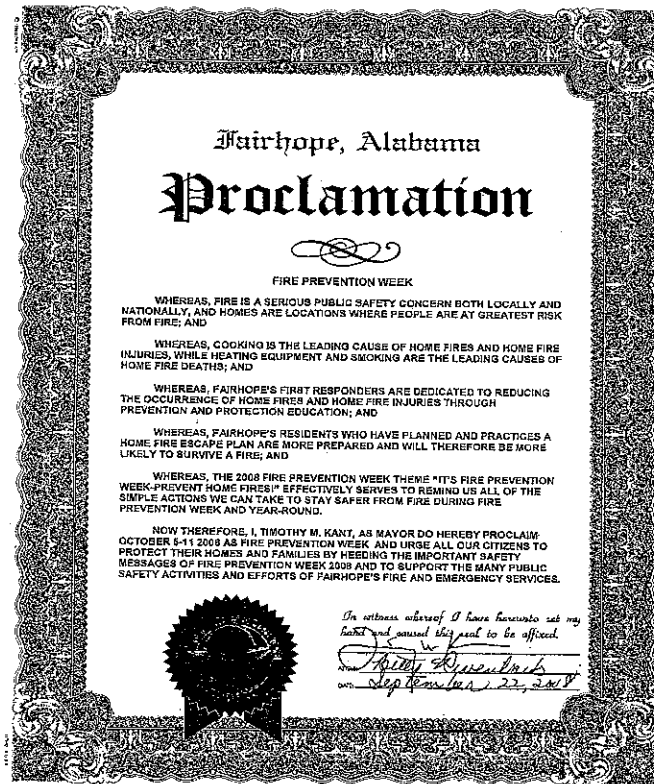 Fairhope, Alabama
Proclamation
FIRE PREVENTION WEEK
WHEREAS, FIRE IS A SERIOUS PUBLIC SAFETY CONCERN BOTH LOCALLY AND
NATIONALLY, AND HOMES ARE LOCATIONS WHERE PEOPLE ARE AT GREATEST RISK
FROM FIRE; AND
WHEREAS, COOKING IS THE LEADING CAUSE OF HOME FIRES AND HOME FIRE
INJURIES, WHILE HEATING EQUIPMENT AND SMOKING ARE THE LEADING CAUSES OF
HOME FIRE DEATHS; AND
WHEREAS, FAIRHOPE'S FIRST RESPONDERS ARE DEDICATED TO REDUCING
THE OCCURRENCE OF HOME FIRES AND HOME FIRE INJURIES THROUGH
PREVENTION AND PROTECTION EDUCATION; AND
WHEREAS, FAIRHOPE'S RESIDENTS WHO HAVE PLANNED AND PRACTICES A
HOME FIRE ESCAPE PLAN ARE MORE PREPARED AND WILL THEREFORE BE MORE
LIKELY TO SURVIVE A FIRE; AND
WHEREAS, THE 2008 FIRE PREVENTION WEEK THEME "IT'S FIRE PREVENTION
WEEK-PREVENT HOME FIRES!" EFFECTIVELY SERVES TO REMIND US ALL OF THE
SIMPLE ACTIONS WE CAN TAKE TO STAY SAFER FROM FIRE DURING FIRE
PREVENTION WEEK AND YEAR-ROUND.
NOW THEREFORE, I, TIMOTHY M. KANT, AS MAYOR DO HEREBY PROCLAIM
OCTOBER 5-11 2008 AS FIRE PREVENTION WEEK AND URGE ALL OUR CITIZENS TO
PROTECT THEIR HOMES AND FAMILIES BY HEEDING THE IMPORTANT SAFETY
MESSAGES OF FIRE PREVENTION WEEK 2008 AND TO SUPPORT THE MANY PUBLIC
SAFETY ACTIVITIES AND EFFORTS OF FAIRHOPE'S FIRE AND EMERGENCY SERVICES.
In witness whereof I have hereunto set my
hand and caused this seal to be affixed.
DATE September 22, 2008